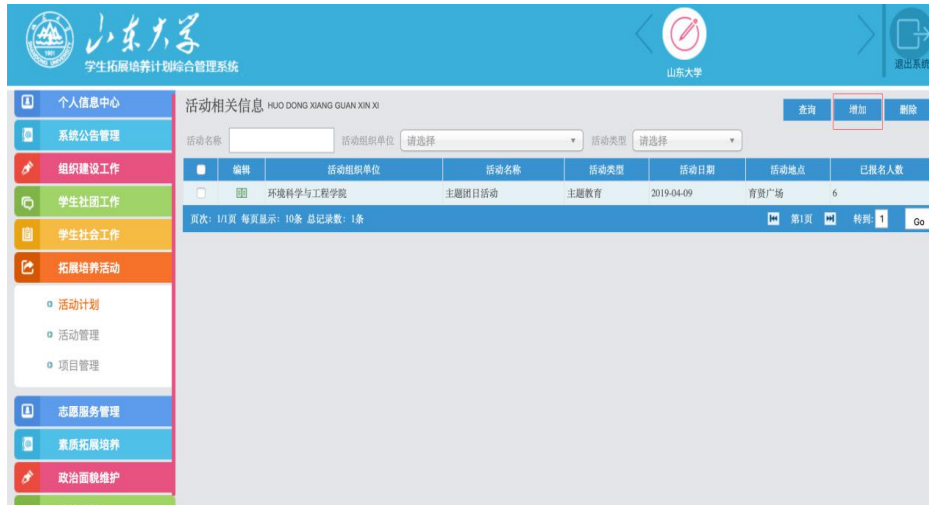 山东大学
学生拓展培养计划综合管理系统
山东大学
退出系统
个人信息中心
系统公告管理
组织建设工作
学生社团工作
学生社会工作
拓展培养活动
活动计划
活动管理
项目管理
志愿服务管理
素质拓展培养
政治面貌维护
活动相关信息 HUO DONG XIANG GUAN XIN XI
查询 增加 删除
活动名称 活动组织单位 请选择 活动类型 请选择
编辑 活动组织单位 活动名称 活动类型 活动日期 活动地点 已报名人数
环境科学与工程学院 主题团日活动 主题教育 2019-04-09 育贤广场 6
页次：1/1页 每页显示：10条 总记录数：1条 第1页 转到: 1 Go